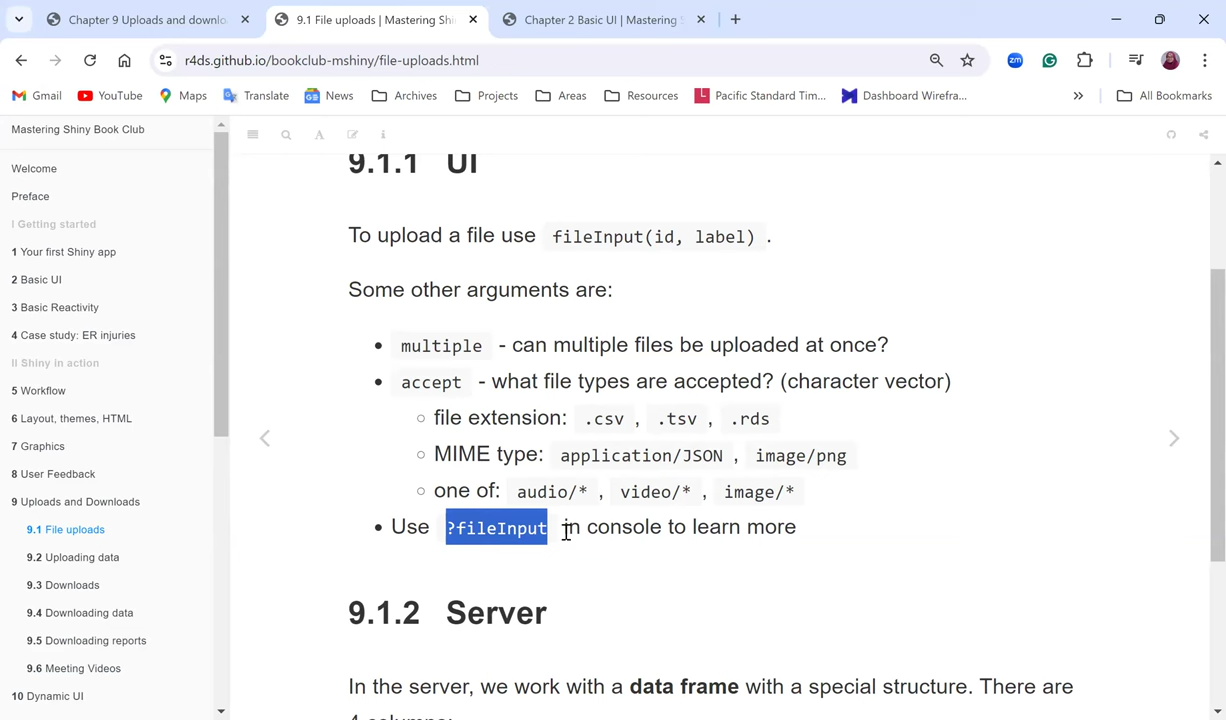 Chapter 9 Uploads and downlo
9.1 File uploads | Mastering Shi
Chapter 2 Basic UI | Mastering S
r4ds.github.io/bookclub-mshiny/file-uploads.html
zm
Gmail
YouTube
Maps
Translate
News
Archives
Projects
Areas
Resources
Pacific Standard Tim...
Dashboard Wirefra...
»
All Bookmarks
Mastering Shiny Book Club
Welcome
Preface
I Getting started
1 Your first Shiny app
2 Basic UI
3 Basic Reactivity
4 Case study: ER injuries
II Shiny in action
5 Workflow
6 Layout, themes, HTML
7 Graphics
8 User Feedback
9 Uploads and Downloads
9.1 File uploads
9.2 Uploading data
9.3 Downloads
9.4 Downloading data
9.5 Downloading reports
9.6 Meeting Videos
10 Dynamic UI
9.1.1 UI
To upload a file use fileInput(id, label) .
Some other arguments are:
• multiple - can multiple files be uploaded at once?
• accept - what file types are accepted? (character vector)
○ file extension: .csv , .tsv , .rds
○ MIME type: application/JSON , image/png
○ one of: audio/* , video/* , image/*
• Use ?fileInput in console to learn more
9.1.2 Server
In the server, we work with a data frame with a special structure. There are
4 columns: